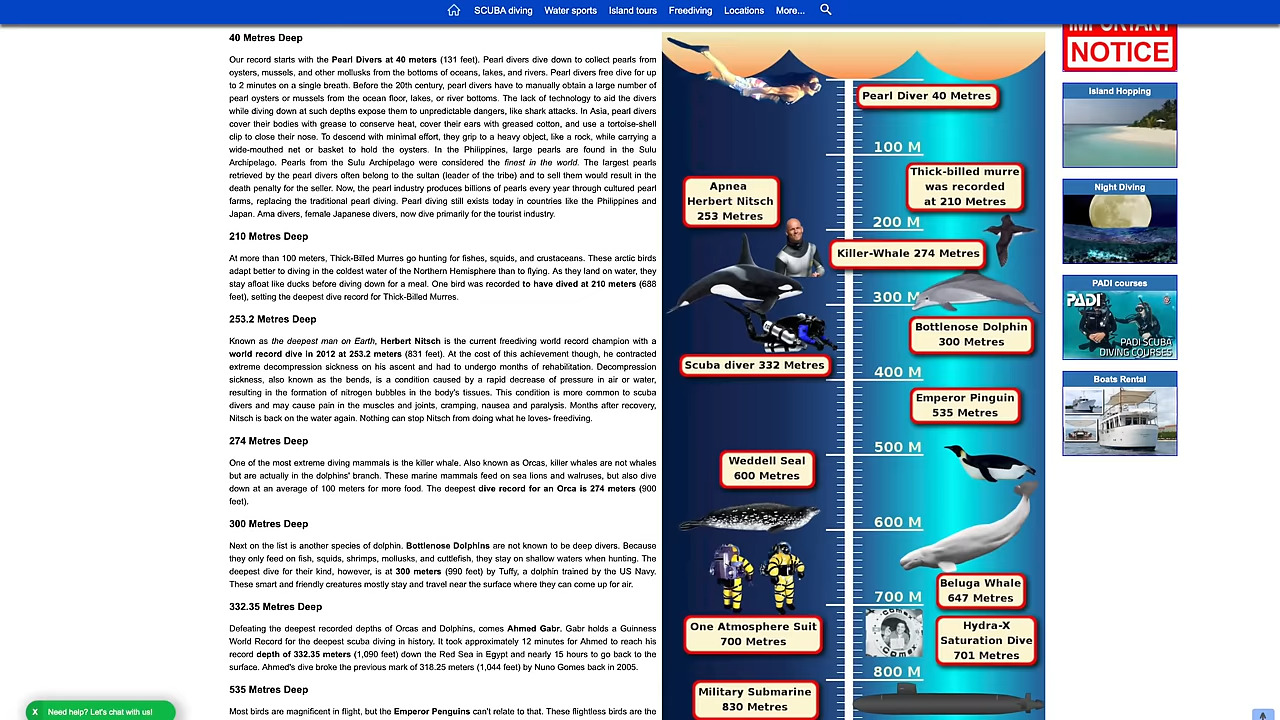 SCUBA diving Water sports Island tours Freediving Locations More...
40 Metres Deep
Our record starts with the Pearl Divers at 40 meters (131 feet). Pearl divers dive down to collect pearls from
oysters, mussels, and other mollusks from the bottoms of oceans, lakes, and rivers. Pearl divers free dive for up
to 2 minutes on a single breath. Before the 20th century, pearl divers have to manually obtain a large number of
pearl oysters or mussels from the ocean floor, lakes, or river bottoms. The lack of technology to aid the divers
while diving down at such depths expose them to unpredictable dangers, like shark attacks. In Asia, pearl divers
cover their bodies with grease to conserve heat, cover their ears with greased cotton, and use a tortoise-shell
clip to close their nose. To descend with minimal effort, they grip to a heavy object, like a rock, while carrying a
wide-mouthed net or basket to hold the oysters. In the Philippines, large pearls are found in the Sulu
Archipelago. Pearls from the Sulu Archipelago were considered the finest in the world. The largest pearls
retrieved by the pearl divers often belong to the sultan (leader of the tribe) and to sell them would result in the
death penalty for the seller. Now, the pearl industry produces billions of pearls every year through cultured pearl
farms, replacing the traditional pearl diving. Pearl diving still exists today in countries like the Philippines and
Japan. Ama divers, female Japanese divers, now dive primarily for the tourist industry.
210 Metres Deep
At more than 100 meters, Thick-Billed Murres go hunting for fishes, squids, and crustaceans. These arctic birds
adapt better to diving in the coldest water of the Northern Hemisphere than to flying. As they land on water, they
stay afloat like ducks before diving down for a meal. One bird was recorded to have dived at 210 meters (688
feet), setting the deepest dive record for Thick-Billed Murres.
253.2 Metres Deep
Known as the deepest man on Earth, Herbert Nitsch is the current freediving world record champion with a
world record dive in 2012 at 253.2 meters (831 feet). At the cost of this achievement though, he contracted
extreme decompression sickness on his ascent and had to undergo months of rehabilitation. Decompression
sickness, also known as the bends, is a condition caused by a rapid decrease of pressure in air or water,
resulting in the formation of nitrogen bubbles in the body's tissues. This condition is more common to scuba
divers and may cause pain in the muscles and joints, cramping, nausea and paralysis. Months after recovery,
Nitsch is back on the water again. Nothing can stop Nitsch from doing what he loves- freediving.
274 Metres Deep
One of the most extreme diving mammals is the killer whale. Also known as Orcas, killer whales are not whales
but are actually in the dolphins' branch. These marine mammals feed on sea lions and walruses, but also dive
down at an average of 100 meters for more food. The deepest dive record for an Orca is 274 meters (900
feet).
300 Metres Deep
Next on the list is another species of dolphin. Bottlenose Dolphins are not known to be deep divers. Because
they only feed on fish, squids, shrimps, mollusks, and cuttlefish, they stay on shallow waters when hunting. The
deepest dive for their kind, however, is at 300 meters (990 feet) by Tuffy, a dolphin trained by the US Navy.
These smart and friendly creatures mostly stay and travel near the surface where they can come up for air.
332.35 Metres Deep
Defeating the deepest recorded depths of Orcas and Dolphins, comes Ahmed Gabr. Gabr holds a Guinness
World Record for the deepest scuba diving in history. It took approximately 12 minutes for Ahmed to reach his
record depth of 332.35 meters (1,090 feet) down the Red Sea in Egypt and nearly 15 hours to go back to the
surface. Ahmed's dive broke the previous mark of 318.25 meters (1,044 feet) by Nuno Gomes back in 2005.
535 Metres Deep
Most birds are magnificent in flight, but the Emperor Penguins can't relate to that. These flightless birds are the
X Need help? Let's chat with us!
Pearl Diver 40 Metres
100 M
Thick-billed murre
was recorded
at 210 Metres
Apnea
Herbert Nitsch
253 Metres
200 M
Killer-Whale 274 Metres
300 M
Bottlenose Dolphin
300 Metres
Scuba diver 332 Metres
400 M
Emperor Pinguin
535 Metres
500 M
Weddell Seal
600 Metres
600 M
Beluga Whale
647 Metres
700 M
One Atmosphere Suit
700 Metres
comex
Hydra-X
Saturation Dive
701 Metres
800 M
Military Submarine
830 Metres
IMPORTANT
NOTICE
Island Hopping
Night Diving
PADI courses
PADI
PADI SCUBA
DIVING COURSES
Boats Rental